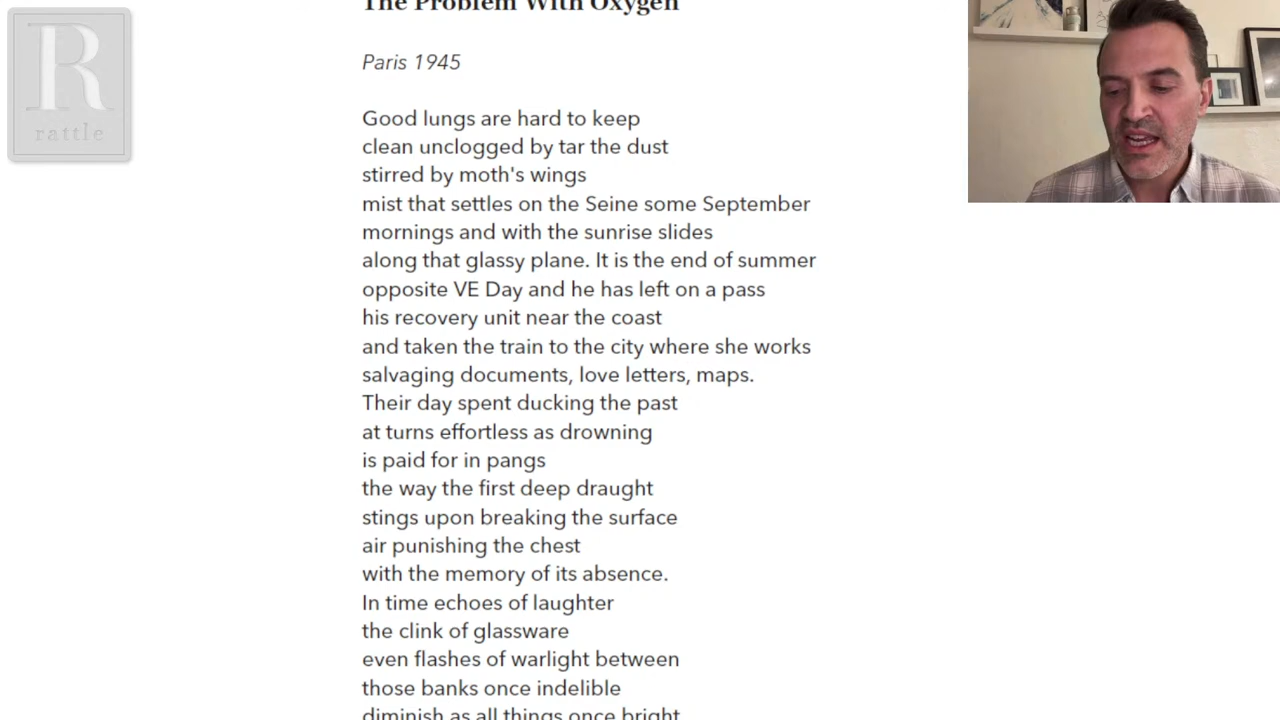 The Problem With Oxygen
R
rattle
Paris 1945
Good lungs are hard to keep
clean unclogged by tar the dust
stirred by moth's wings
mist that settles on the Seine some September
mornings and with the sunrise slides
along that glassy plane. It is the end of summer
opposite VE Day and he has left on a pass
his recovery unit near the coast
and taken the train to the city where she works
salvaging documents, love letters, maps.
Their day spent ducking the past
at turns effortless as drowning
is paid for in pangs
the way the first deep draught
stings upon breaking the surface
air punishing the chest
with the memory of its absence.
In time echoes of laughter
the clink of glassware
even flashes of warlight between
those banks once indelible
diminish as all things once bright